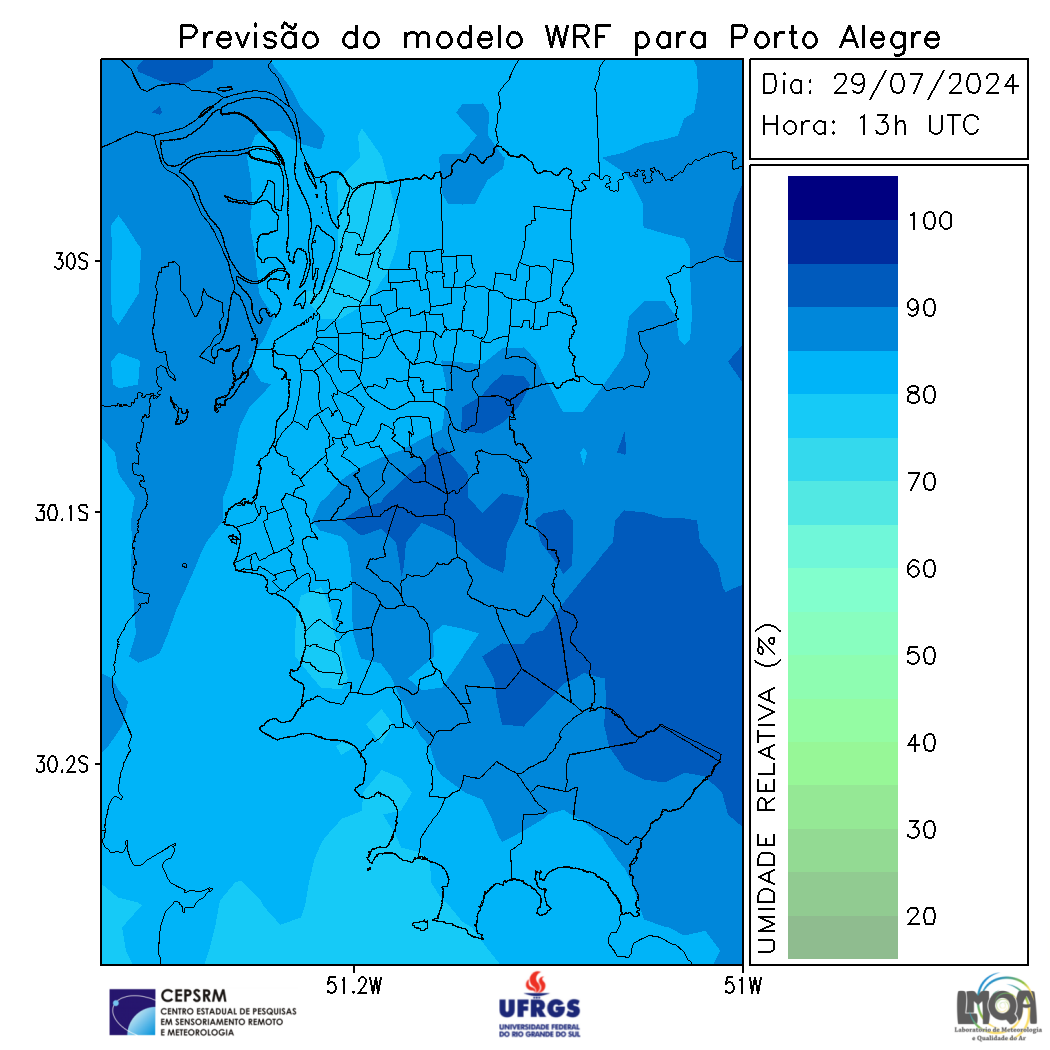 Previsão do modelo WRF para Porto Alegre
Dia: 29/07/2024
Hora: 13h UTC
100
90
80
70
60
50
40
30
20
UMIDADE RELATIVA (%)
30S
30.1S
30.2S
51.2W
51W
CEPSRM
CENTRO ESTADUAL DE PESQUISAS
EM SENSORIAMENTO REMOTO
E METEOROLOGIA
UFRGS
UNIVERSIDADE FEDERAL
DO RIO GRANDE DO SUL
LMQA
Laboratório de Meteorologia
e Qualidade do Ar